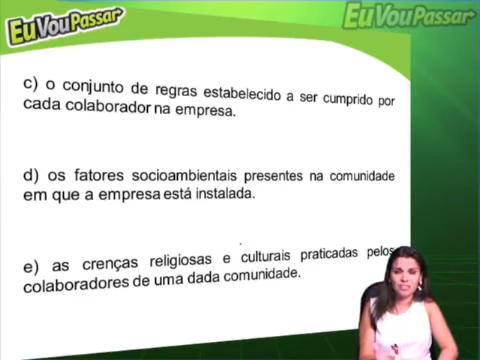 EuVouPassar
EuVouPassar
c) o conjunto de regras estabelecido a ser cumprido por
cada colaborador na empresa.
d) os fatores socioambientais presentes na comunidade
em que a empresa está instalada.
e) as crenças religiosas e culturais praticadas pelos
colaboradores de uma dada comunidade.